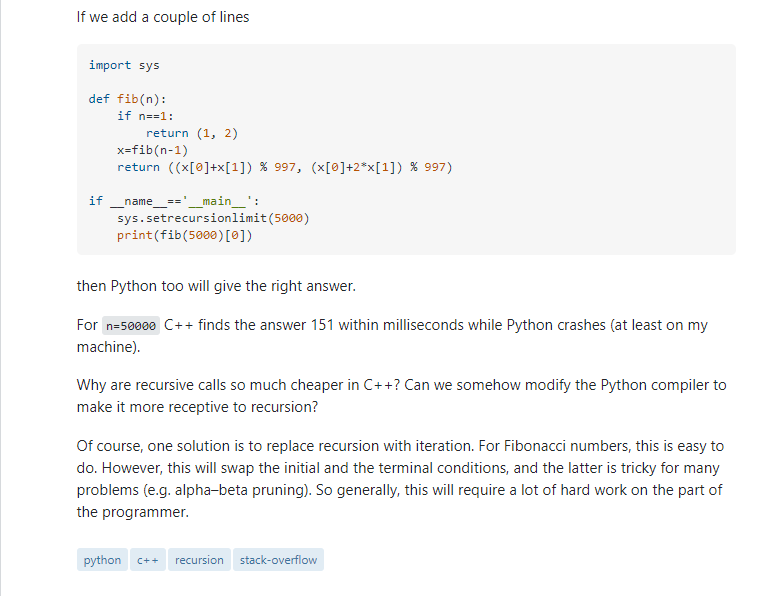 If we add a couple of lines
import sys
def fib(n):
    if n==1:
        return (1, 2)
    x=fib(n-1)
    return ((x[0]+x[1]) % 997, (x[0]+2*x[1]) % 997)
if __name__=='__main__':
    sys.setrecursionlimit(5000)
    print(fib(5000)[0])
then Python too will give the right answer.
For n=50000 C++ finds the answer 151 within milliseconds while Python crashes (at least on my
machine).
Why are recursive calls so much cheaper in C++? Can we somehow modify the Python compiler to
make it more receptive to recursion?
Of course, one solution is to replace recursion with iteration. For Fibonacci numbers, this is easy to
do. However, this will swap the initial and the terminal conditions, and the latter is tricky for many
problems (e.g. alpha–beta pruning). So generally, this will require a lot of hard work on the part of
the programmer.
python c++ recursion stack-overflow